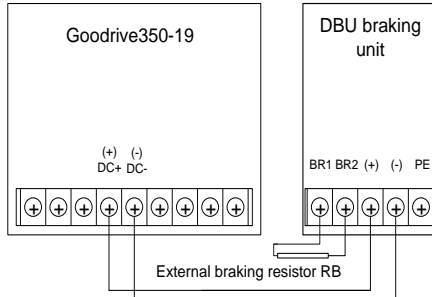 Goodrive350-19
DBU braking
unit
(+) (-)
DC+ DC-
BR1 BR2 (+) (-) PE
External braking resistor RB